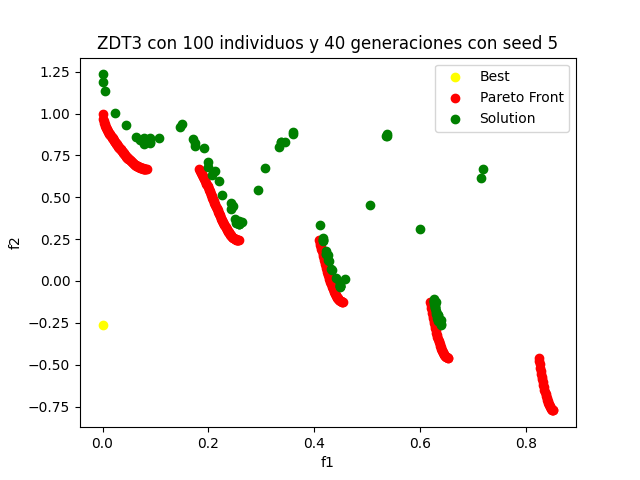 ZDT3 con 100 individuos y 40 generaciones con seed 5
Best
Pareto Front
Solution
1.25
1.00
0.75
0.50
0.25
0.00
−0.25
−0.50
−0.75
f2
0.0 0.2 0.4 0.6 0.8
f1